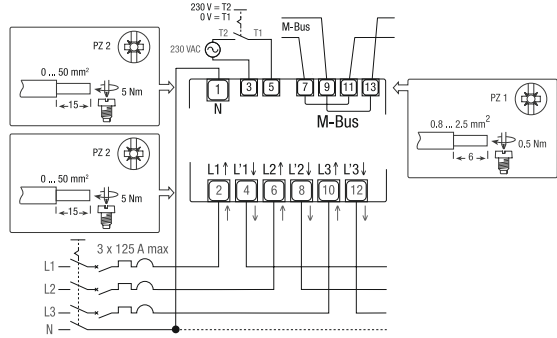 230 V = T2
0 V = T1
T2
T1
M-Bus
230 VAC
PZ 2
0 ... 50 mm²
5 Nm
15
1
3
5
7
9
11
13
N
M-Bus
PZ 1
0.8 ... 2.5 mm²
0.5 Nm
6
PZ 2
0 ... 50 mm²
5 Nm
15
L1↑ L'1↓ L2↑ L'2↓ L3↑ L'3↓
2
4
6
8
10
12
3 x 125 A max
L1
L2
L3
N